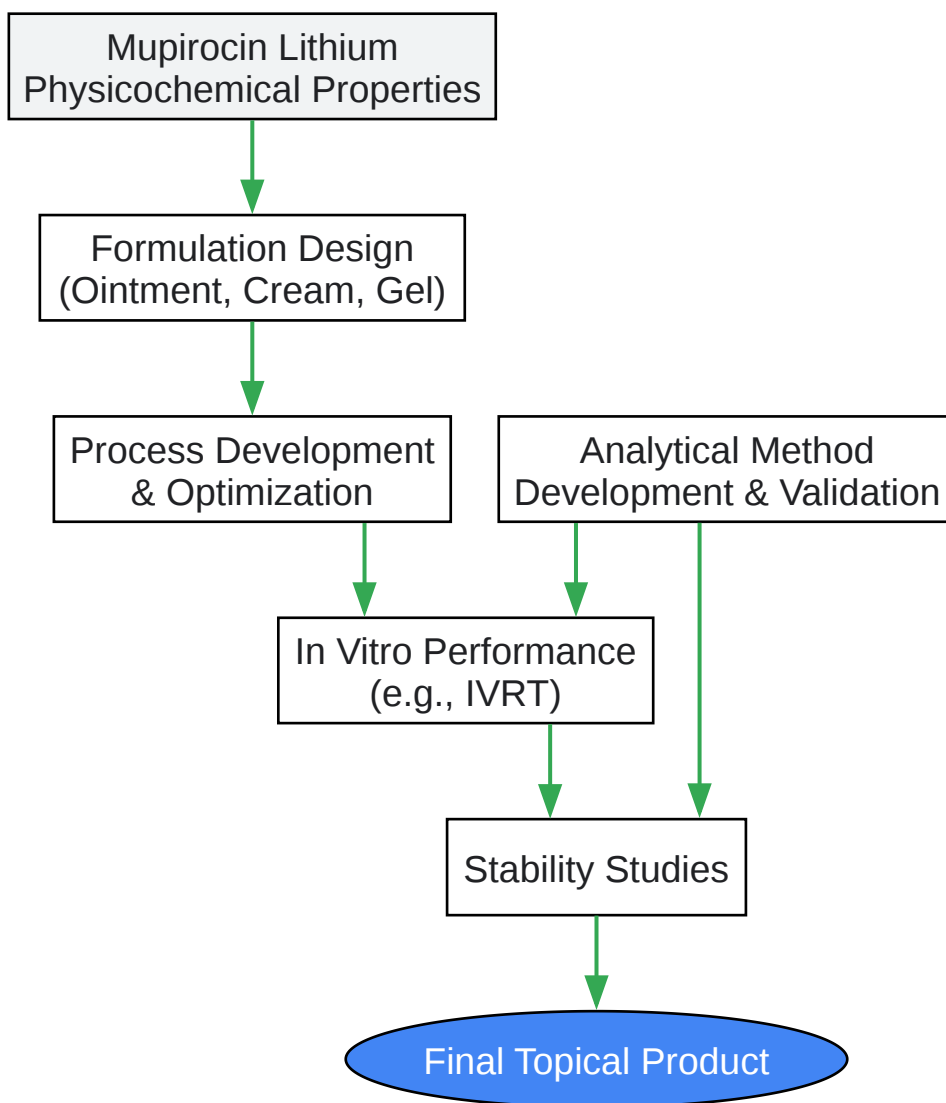 Mupirocin Lithium
Physicochemical Properties
Formulation Design
(Ointment, Cream, Gel)
Process Development
& Optimization
Analytical Method
Development & Validation
In Vitro Performance
(e.g., IVRT)
Stability Studies
Final Topical Product